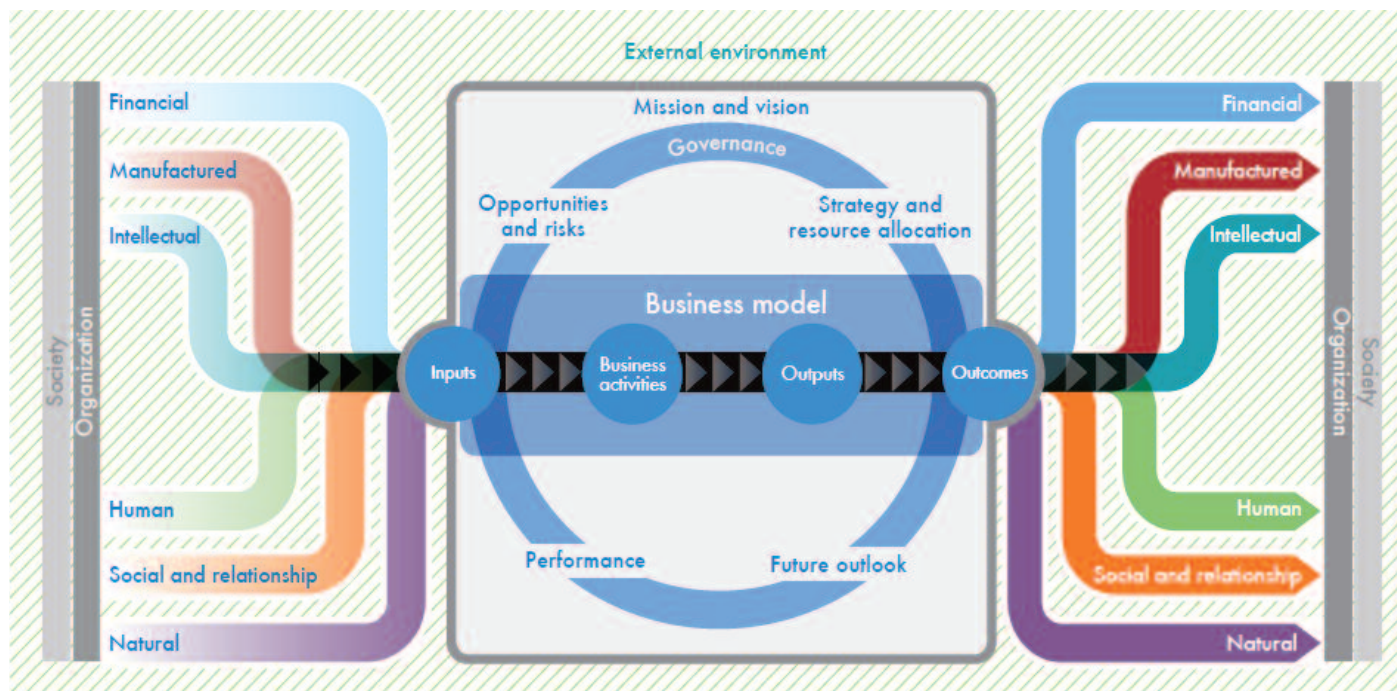 External environment
Society
Organization
Financial
Manufactured
Intellectual
Human
Social and relationship
Natural
Mission and vision
Governance
Opportunities
and risks
Strategy and
resource allocation
Business model
Inputs
Business
activities
Outputs
Outcomes
Performance
Future outlook
Financial
Manufactured
Intellectual
Human
Social and relationship
Natural
Organization
Society